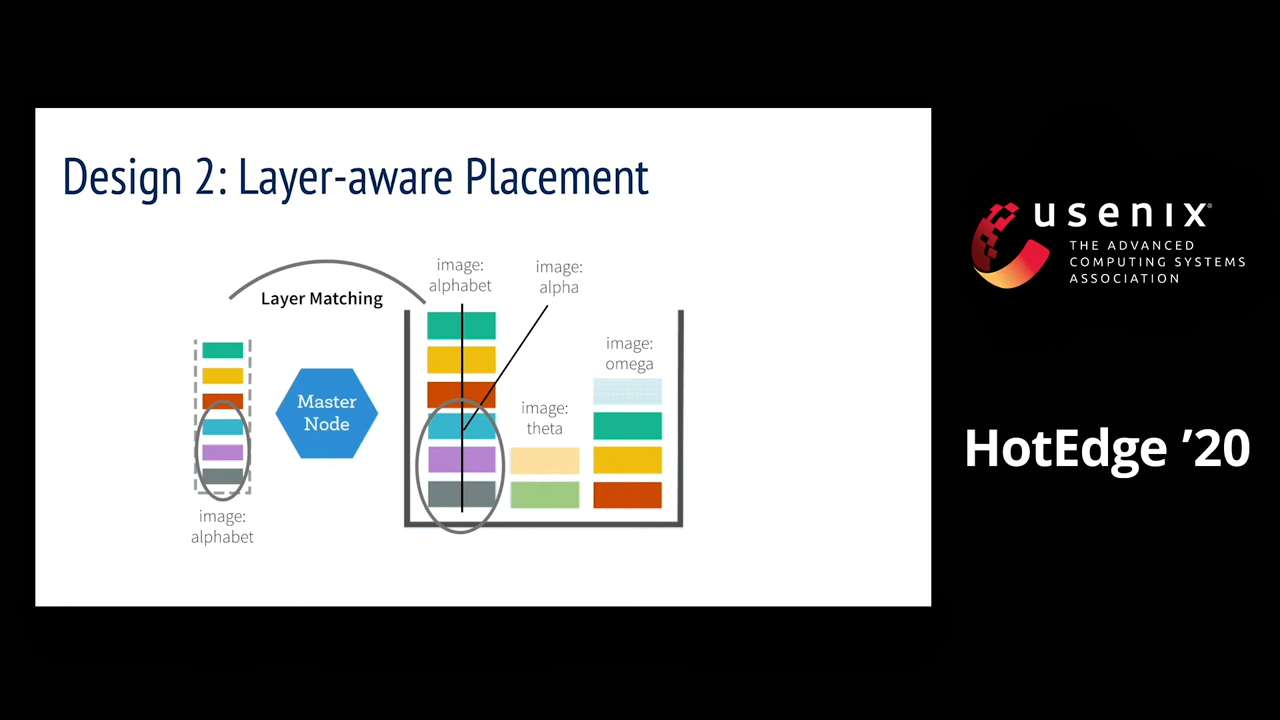 Design 2: Layer-aware Placement
image:
alphabet
image:
alpha
Layer Matching
image:
omega
Master
Node
image:
theta
image:
alphabet
usenix®
THE ADVANCED
COMPUTING SYSTEMS
ASSOCIATION
HotEdge ’20